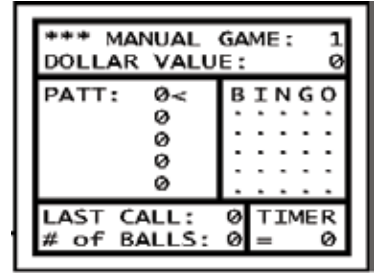 *** MANUAL GAME: 1
DOLLAR VALUE: 0
PATT: 0< B I N G O
0 . . . . .
0 . . . . .
0 . . . . .
0 . . . . .
. . . . .
LAST CALL: 0 TIMER
# of BALLS: 0 = 0